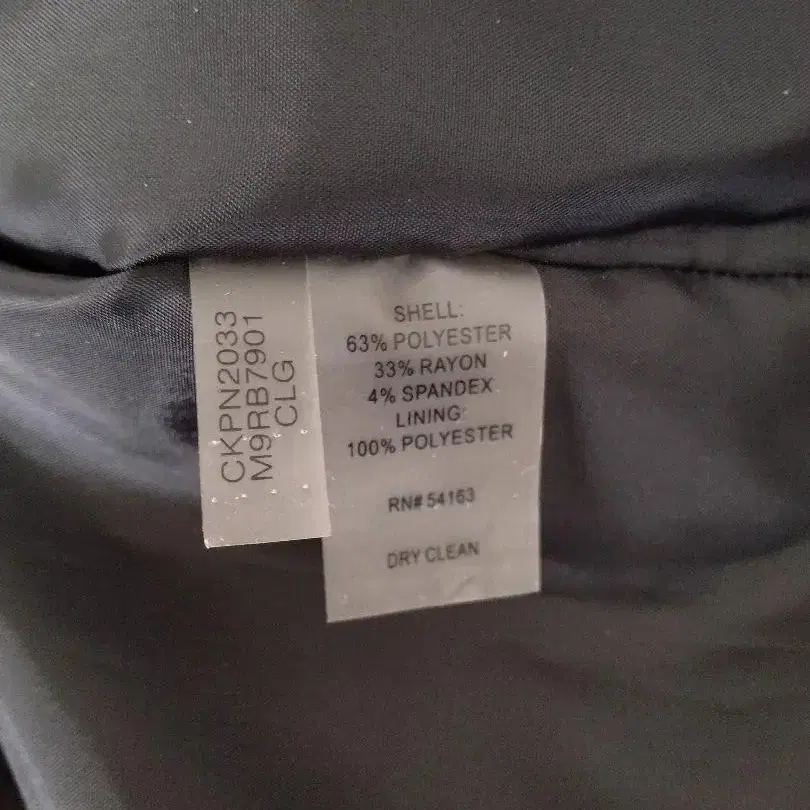 CKPN2033
M9RB7901
CLG
SHELL:
63% POLYESTER
33% RAYON
4% SPANDEX
LINING:
100% POLYESTER
RN# 54163
DRY CLEAN